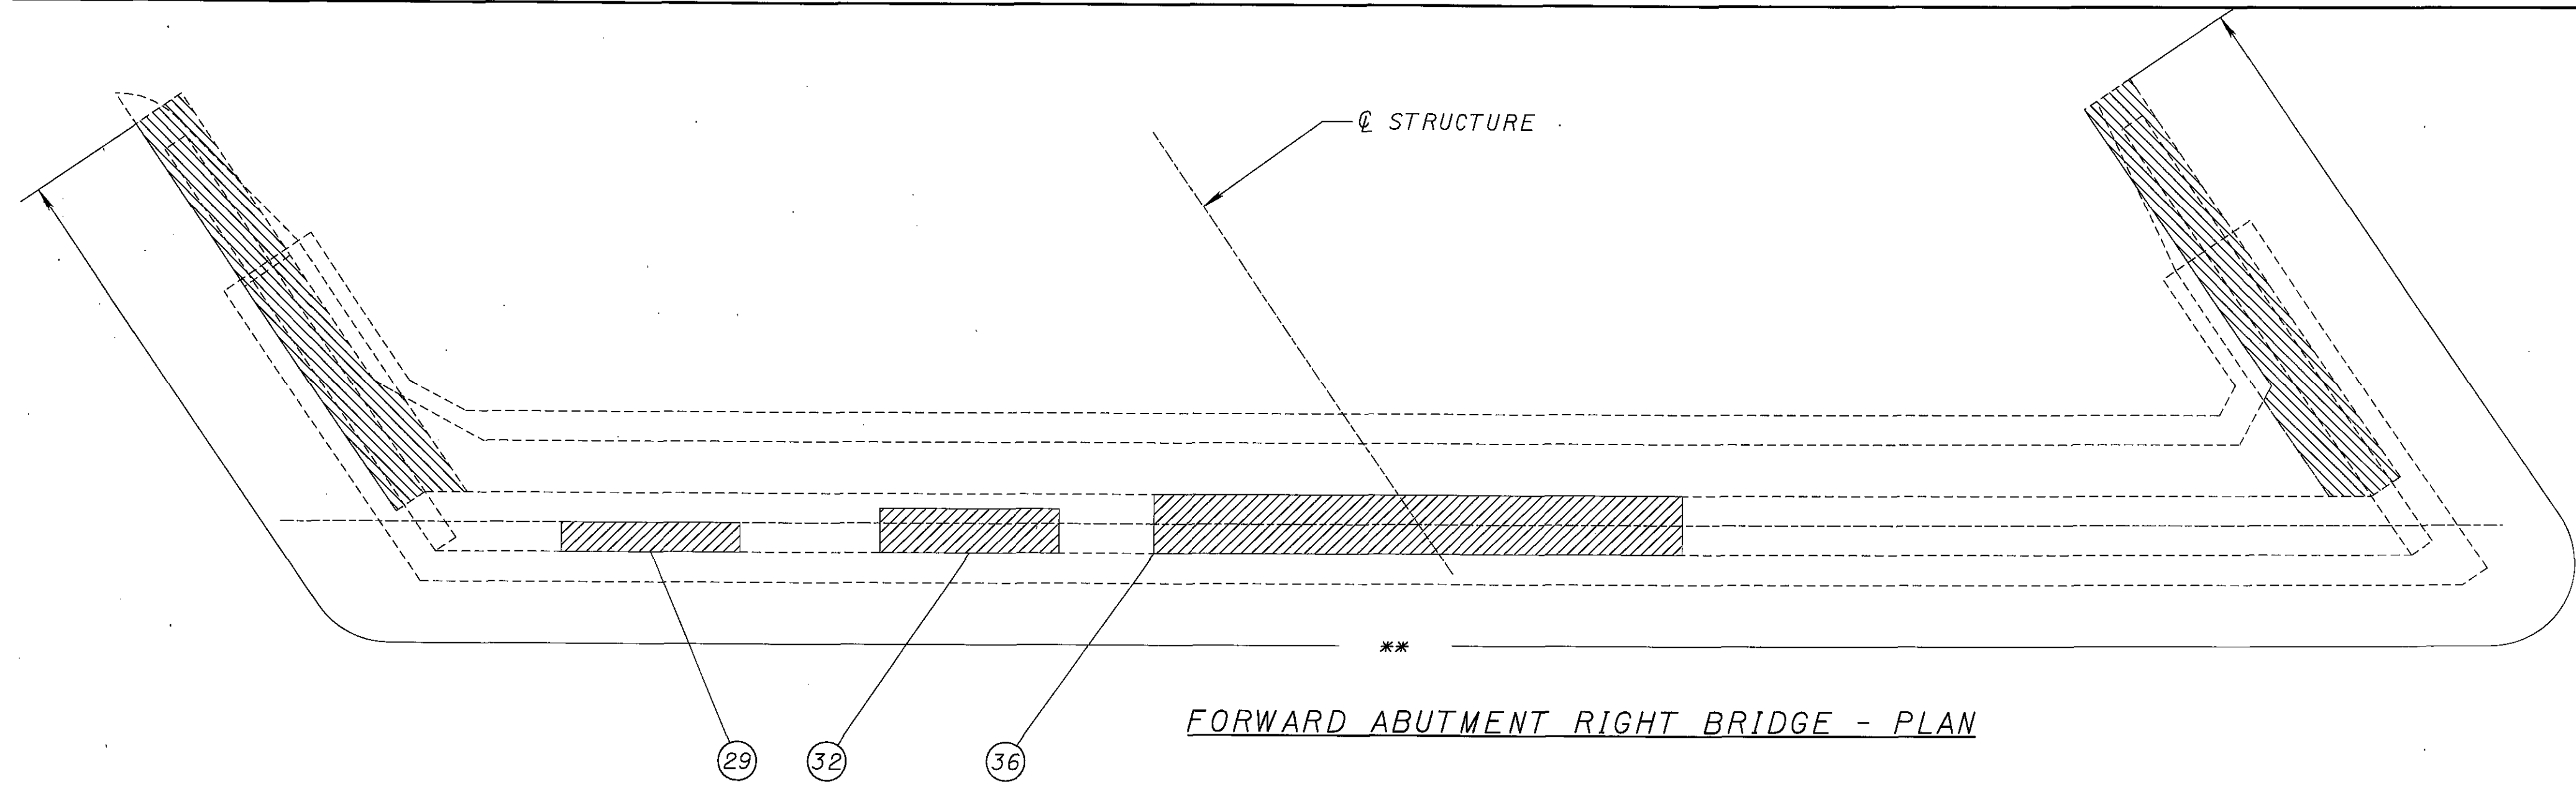 ℄ STRUCTURE
**
FORWARD ABUTMENT RIGHT BRIDGE - PLAN
29
32
36